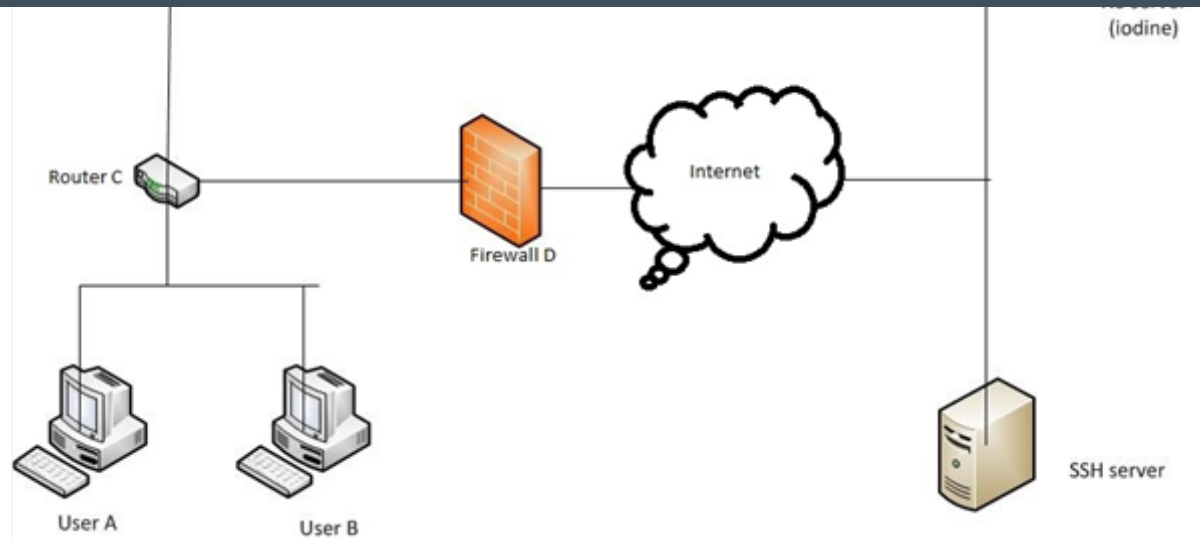 (iodine)
Router C
Internet
Firewall D
SSH server
User A
User B